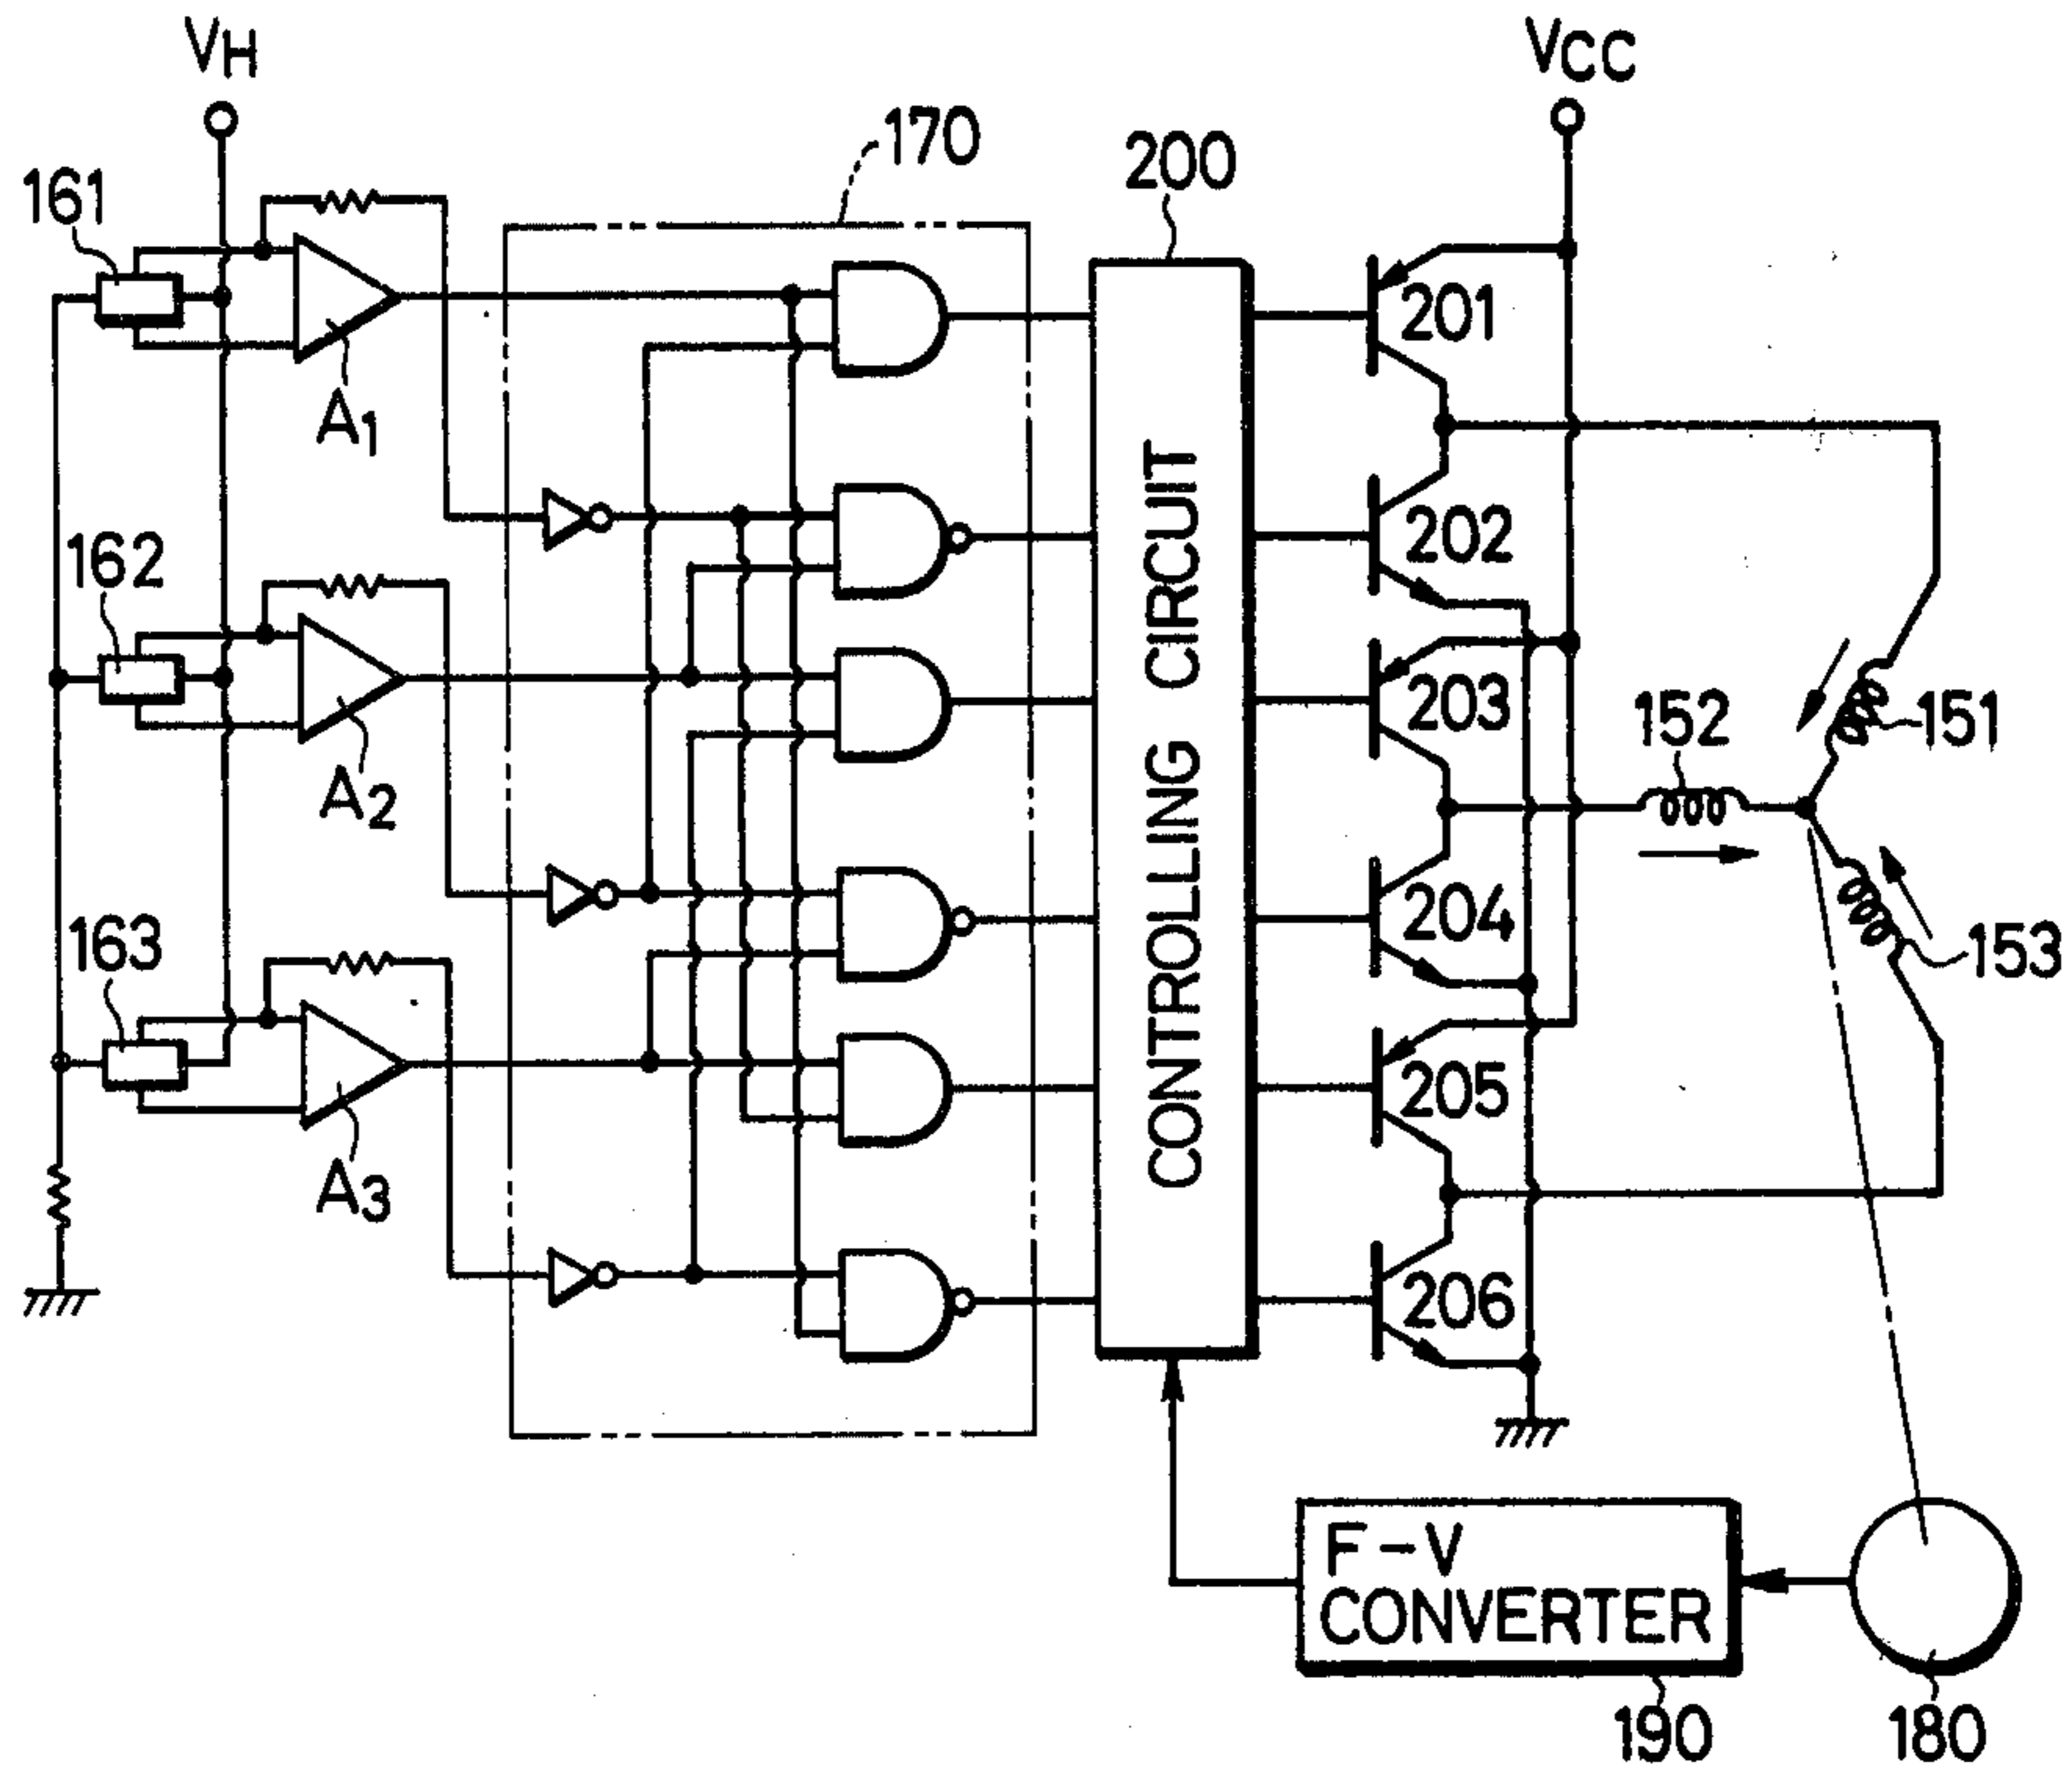 VH
VCC
170
200
161
201
A1
202
162
203
152
151
A2
CONTROLLING CIRCUIT
204
163
153
205
A3
206
F-V
CONVERTER
190
180